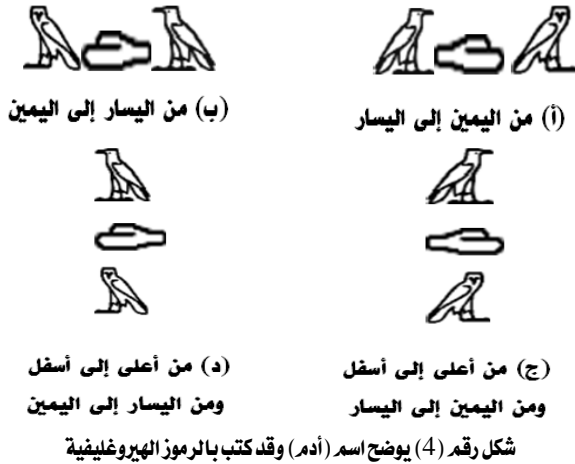 (أ) من اليمين إلى اليسار
(ب) من اليسار إلى اليمين
(ج) من أعلى إلى أسفل
ومن اليمين إلى اليسار
(د) من أعلى إلى أسفل
ومن اليسار إلى اليمين
شكل رقم (4) يوضح اسم (أدم) وقد كتب بالرموز الهيروغليفية